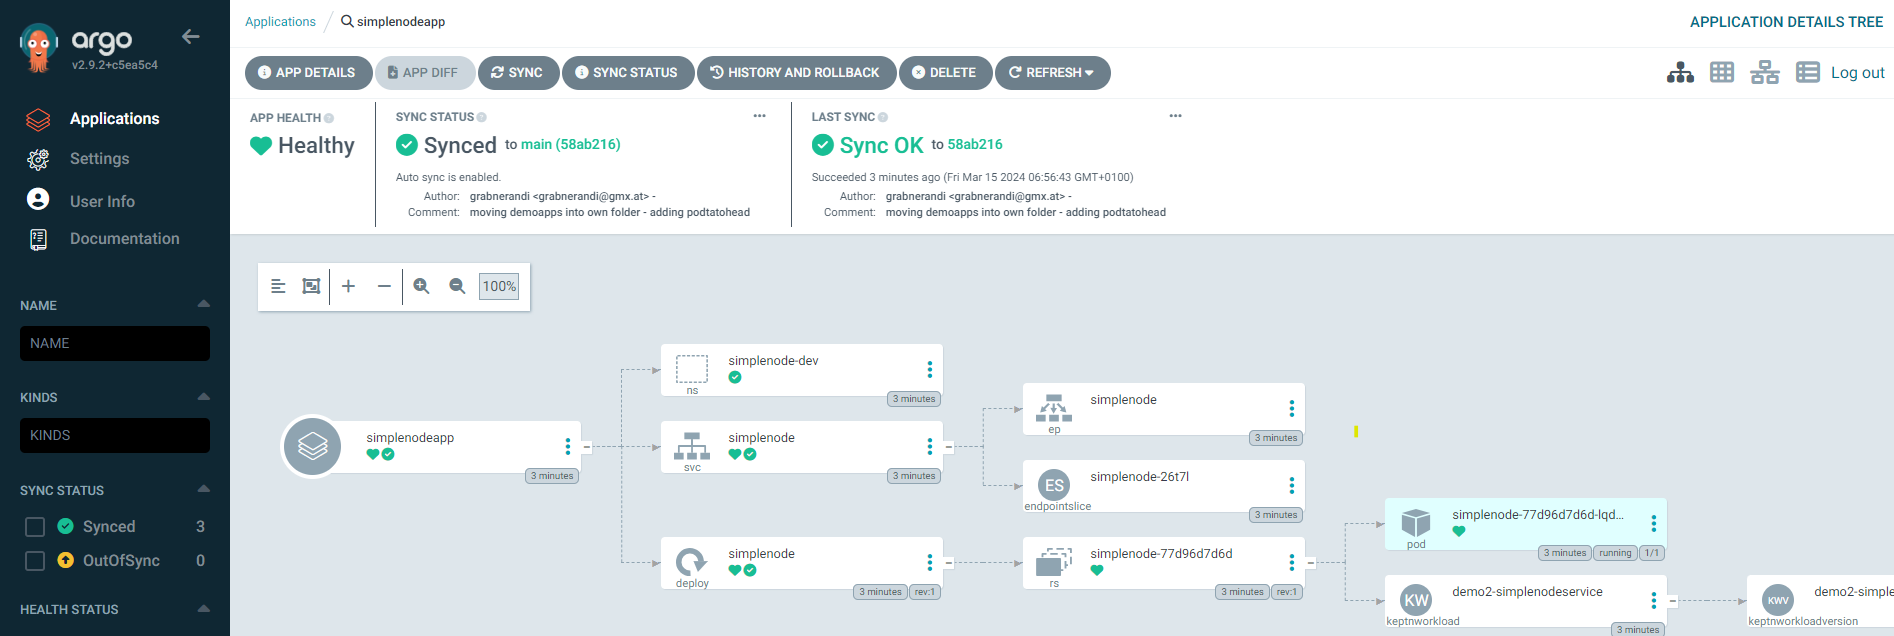 argo
v2.9.2+c5ea5c4
Applications
Settings
User Info
Documentation
NAME
NAME
KINDS
KINDS
SYNC STATUS
Synced 3
OutOfSync 0
HEALTH STATUS
Applications / simplenodeapp
APPLICATION DETAILS TREE
APP DETAILS APP DIFF SYNC SYNC STATUS HISTORY AND ROLLBACK DELETE REFRESH
Log out
APP HEALTH
Healthy
SYNC STATUS
Synced to main (58ab216)
Auto sync is enabled.
Author: grabnerandi <grabnerandi@gmx.at> -
Comment: moving demoapps into own folder - adding podtatohead
LAST SYNC
Sync OK to 58ab216
Succeeded 3 minutes ago (Fri Mar 15 2024 06:56:43 GMT+0100)
Author: grabnerandi <grabnerandi@gmx.at> -
Comment: moving demoapps into own folder - adding podtatohead
100%
simplenodeapp
3 minutes
simplenode-dev
ns
3 minutes
simplenode
svc
3 minutes
simplenode
deploy
3 minutes rev:1
simplenode
ep
3 minutes
ES
simplenode-26t7l
endpointslice
3 minutes
simplenode-77d96d7d6d
rs
3 minutes rev:1
simplenode-77d96d7d6d-lqd...
pod
3 minutes running 1/1
KW
demo2-simplenodeservice
keptnworkload
3 minutes
KWV
demo2-simple
keptnworkloadversion